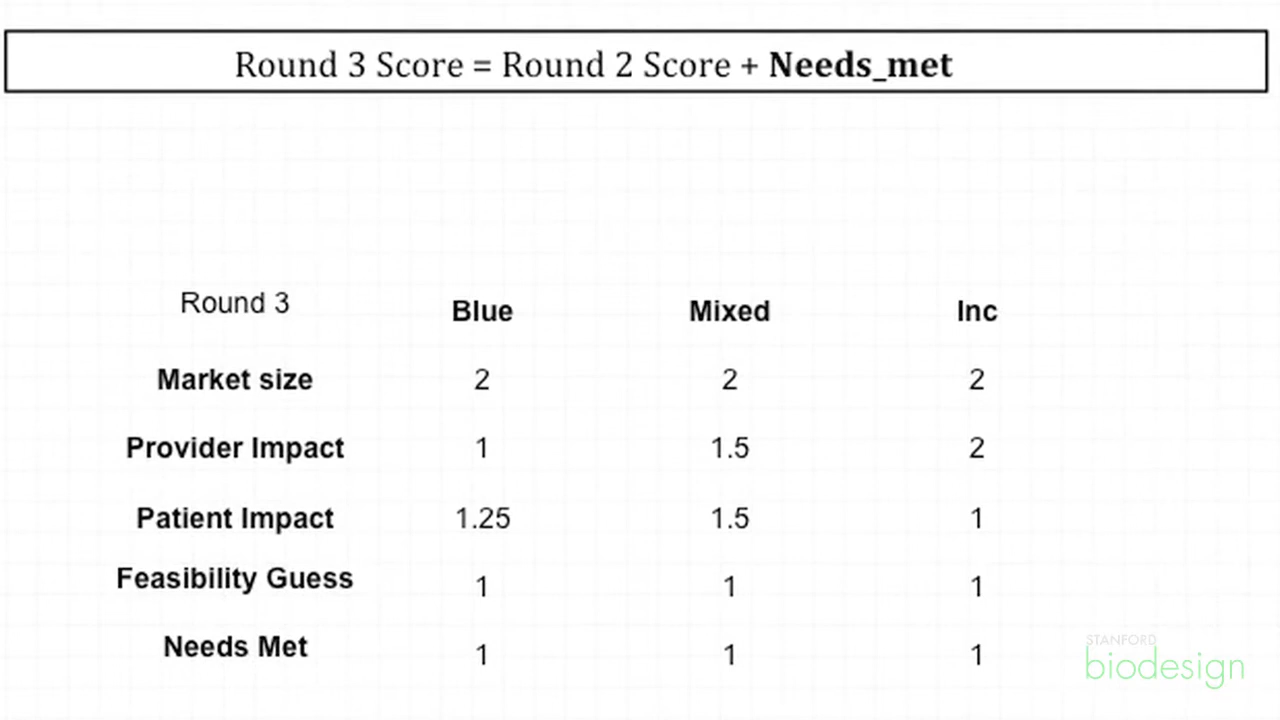 Round 3 Score = Round 2 Score + Needs_met
Round 3 Blue Mixed Inc
Market size 2 2 2
Provider Impact 1 1.5 2
Patient Impact 1.25 1.5 1
Feasibility Guess 1 1 1
Needs Met 1 1 1
STANFORD
biodesign